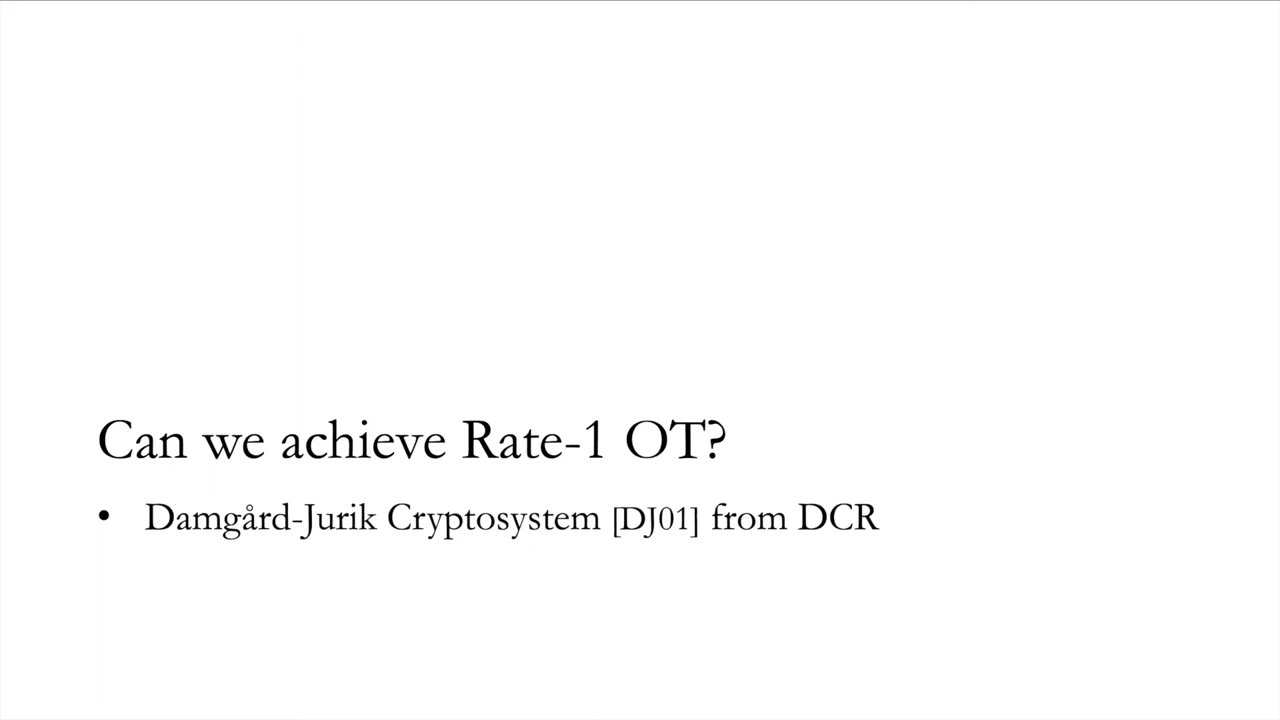 Can we achieve Rate-1 OT?
• Damgård-Jurik Cryptosystem [DJ01] from DCR